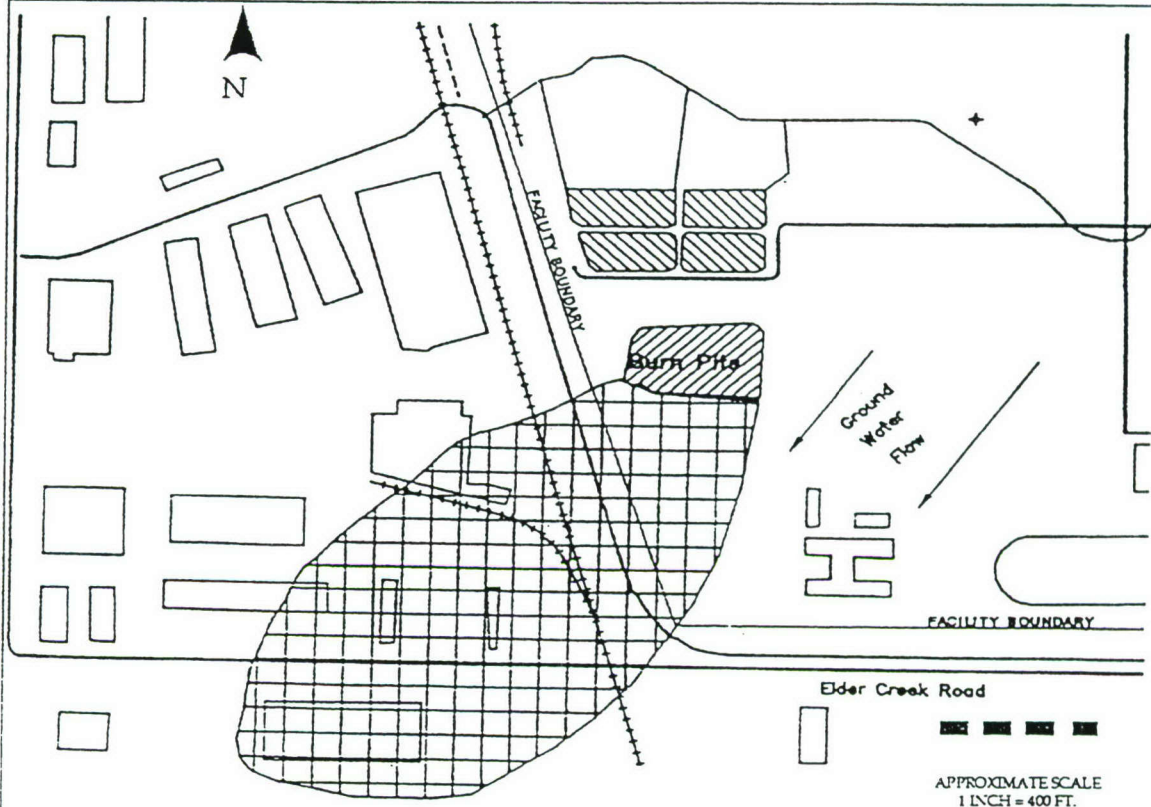 N
FACILITY BOUNDARY
Burn Pits
Ground
Water
Flow
FACILITY BOUNDARY
Elder Creek Road
APPROXIMATE SCALE
1 INCH = 400 FT.